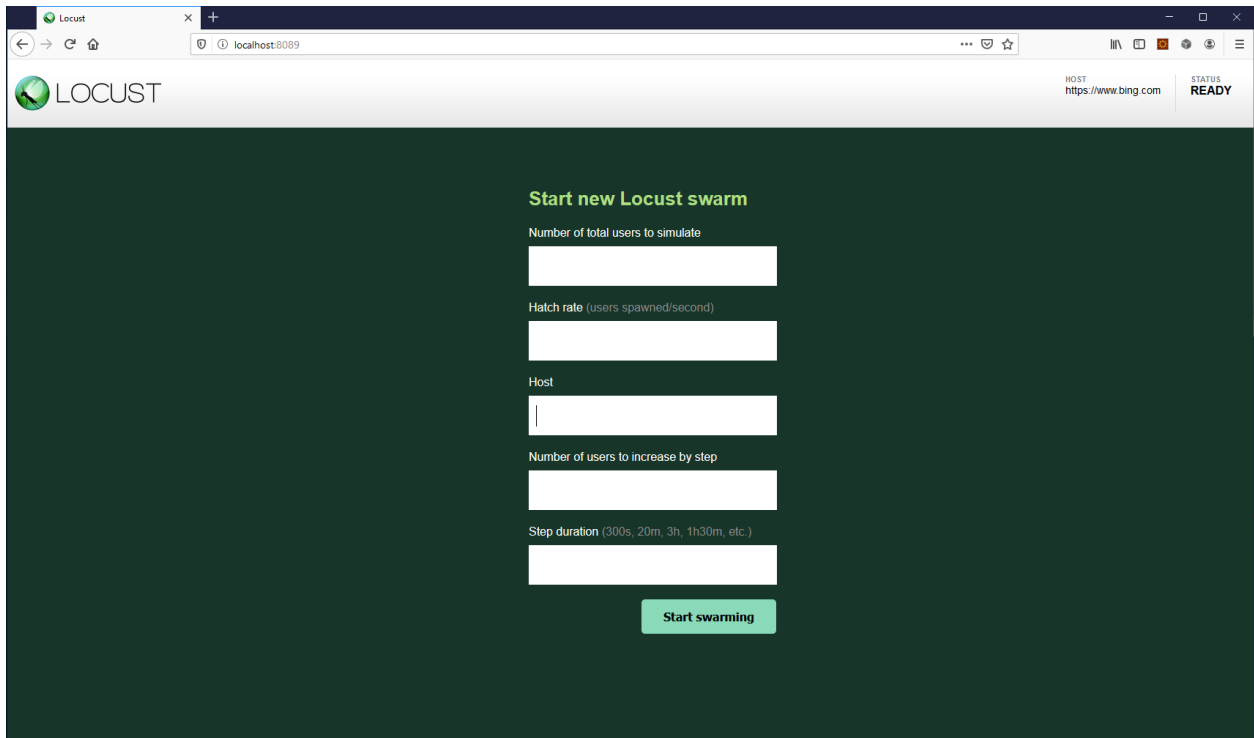 Locust
localhost:8089
LOCUST
HOST
https://www.bing.com
STATUS
READY
Start new Locust swarm
Number of total users to simulate
Hatch rate (users spawned/second)
Host
Number of users to increase by step
Step duration (300s, 20m, 3h, 1h30m, etc.)
Start swarming